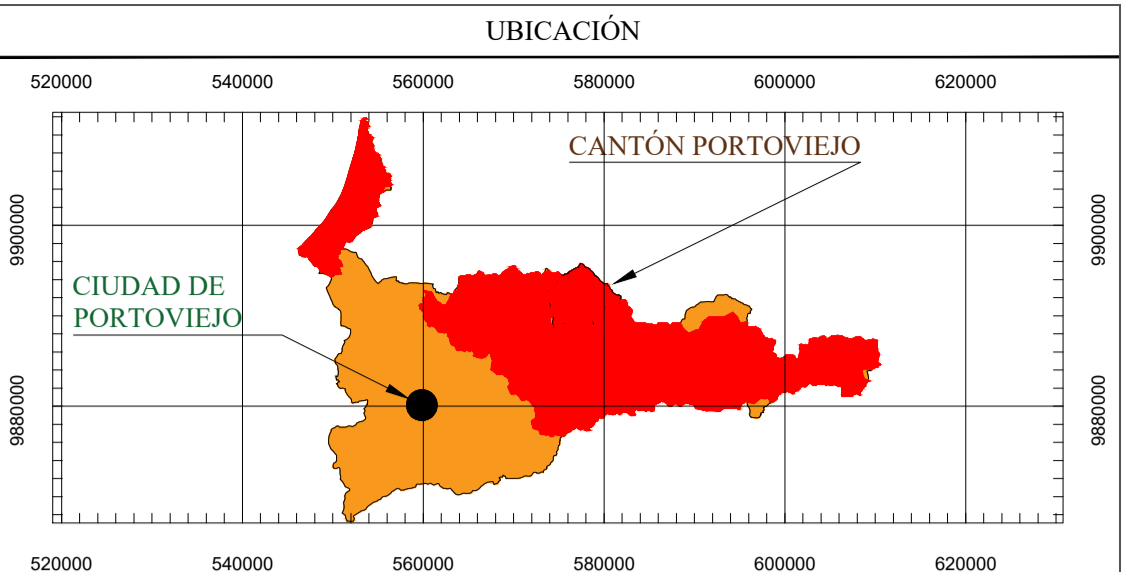 UBICACIÓN
520000 540000 560000 580000 600000 620000
CANTÓN PORTOVIEJO
9900000 9900000
CIUDAD DE
PORTOVIEJO
9880000 9880000
520000 540000 560000 580000 600000 620000